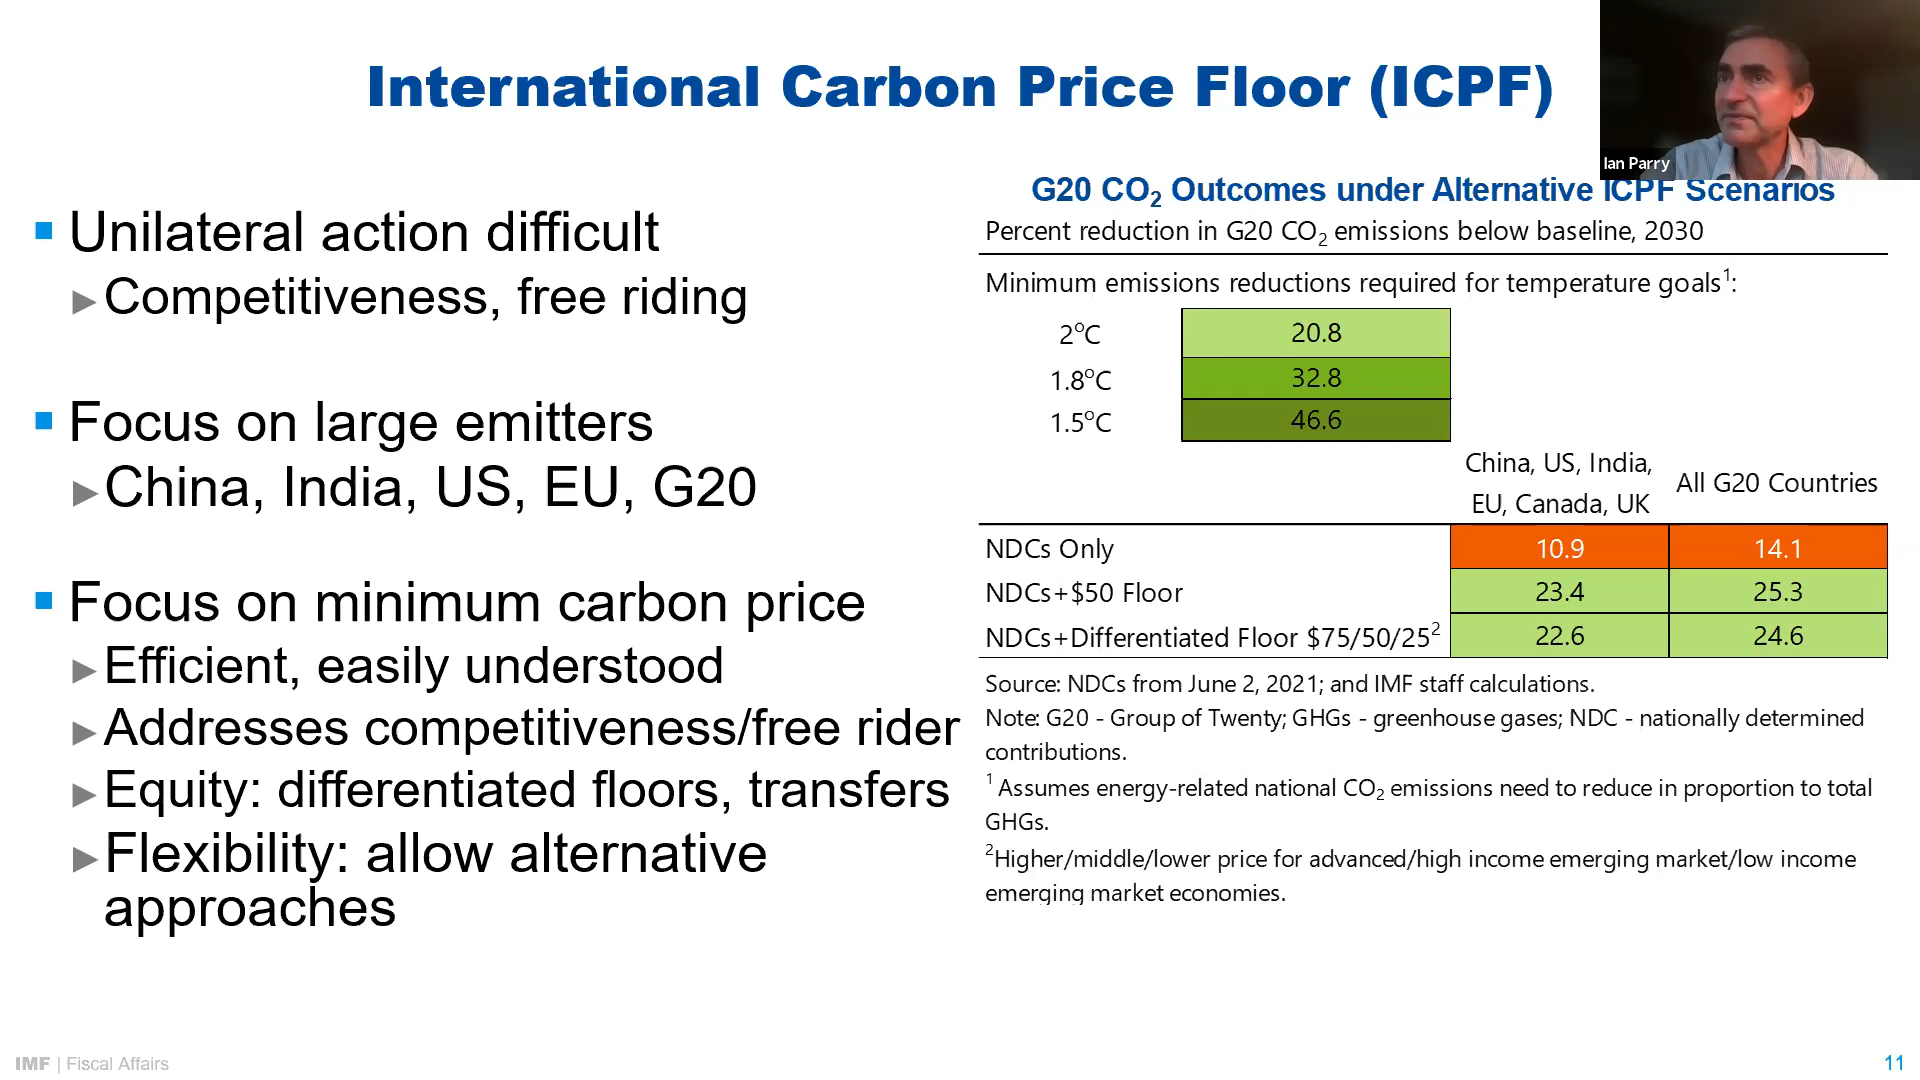 International Carbon Price Floor (ICPF)
Ian Parry
Unilateral action difficult
Competitiveness, free riding
Focus on large emitters
China, India, US, EU, G20
Focus on minimum carbon price
Efficient, easily understood
Addresses competitiveness/free rider
Equity: differentiated floors, transfers
Flexibility: allow alternative
approaches
G20 CO₂ Outcomes under Alternative ICPF Scenarios
Percent reduction in G20 CO₂ emissions below baseline, 2030
Minimum emissions reductions required for temperature goals¹:
2°C 20.8
1.8°C 32.8
1.5°C 46.6
China, US, India,
EU, Canada, UK
All G20 Countries
NDCs Only 10.9 14.1
NDCs+$50 Floor 23.4 25.3
NDCs+Differentiated Floor $75/50/25² 22.6 24.6
Source: NDCs from June 2, 2021; and IMF staff calculations.
Note: G20 - Group of Twenty; GHGs - greenhouse gases; NDC - nationally determined
contributions.
¹ Assumes energy-related national CO₂ emissions need to reduce in proportion to total
GHGs.
²Higher/middle/lower price for advanced/high income emerging market/low income
emerging market economies.
IMF | Fiscal Affairs
11